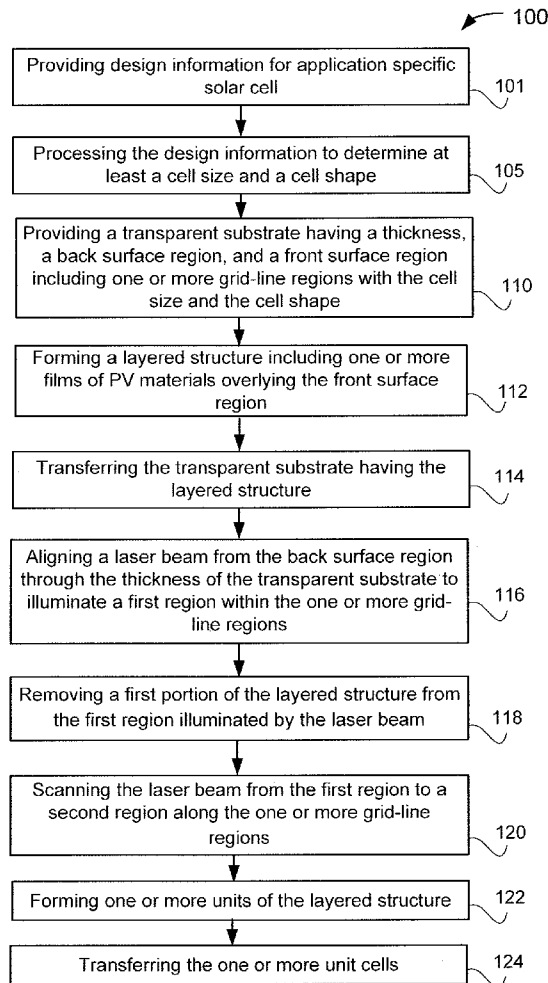 100
Providing design information for application specific
solar cell
101
Processing the design information to determine at
least a cell size and a cell shape
105
Providing a transparent substrate having a thickness,
a back surface region, and a front surface region
including one or more grid-line regions with the cell
size and the cell shape
110
Forming a layered structure including one or more
films of PV materials overlying the front surface
region
112
Transferring the transparent substrate having the
layered structure
114
Aligning a laser beam from the back surface region
through the thickness of the transparent substrate to
illuminate a first region within the one or more grid-
line regions
116
Removing a first portion of the layered structure from
the first region illuminated by the laser beam
118
Scanning the laser beam from the first region to a
second region along the one or more grid-line
regions
120
Forming one or more units of the layered structure
122
Transferring the one or more unit cells
124